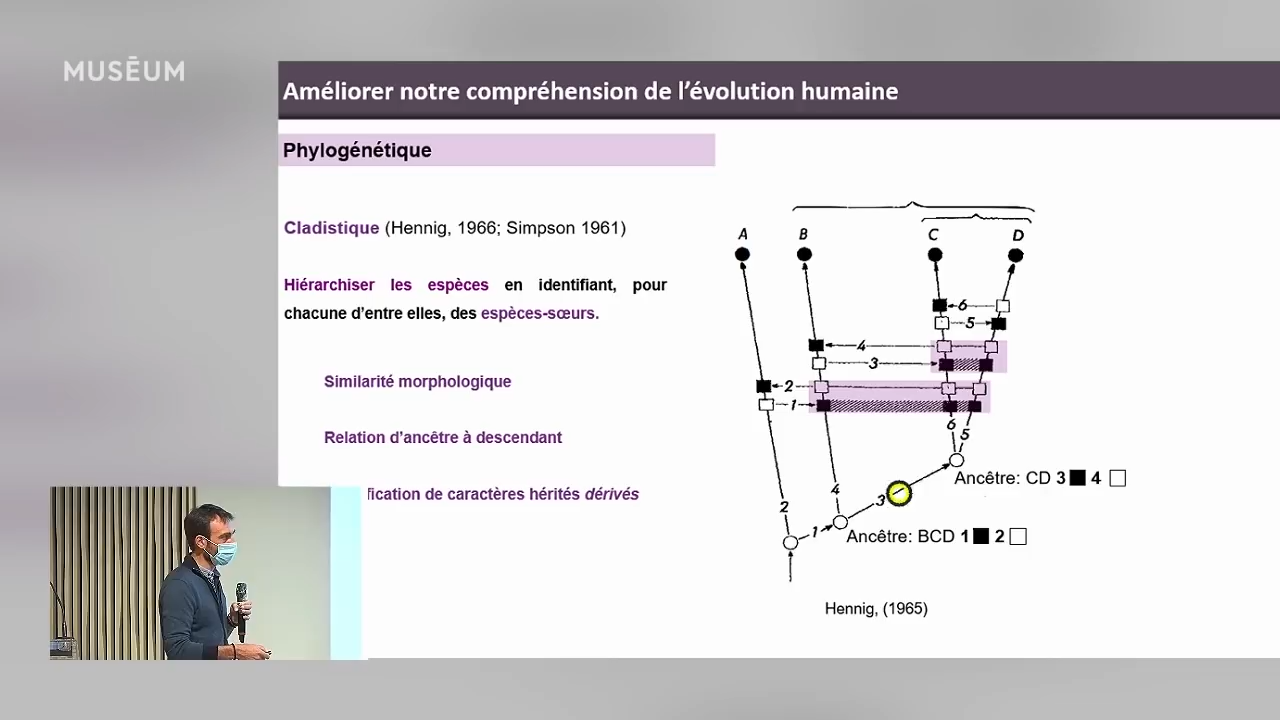 MUSĒUM
Améliorer notre compréhension de l'évolution humaine
Phylogénétique
Cladistique (Hennig, 1966; Simpson 1961)
Hiérarchiser les espèces en identifiant, pour
chacune d'entre elles, des espèces-sœurs.
Similarité morphologique
Relation d'ancêtre à descendant
fication de caractères hérités dérivés
A B C D
6
5
4
3
2
1
6
5
Ancêtre: CD 3 4
4
3
2
1
Ancêtre: BCD 1 2
Hennig, (1965)